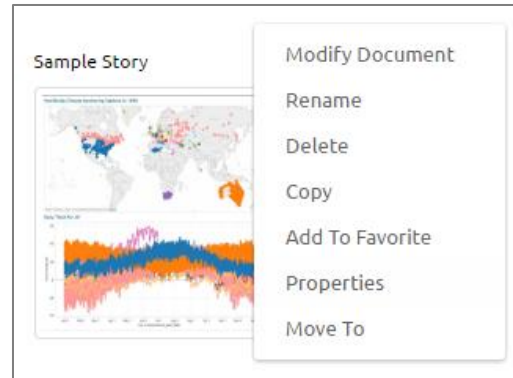 Sample Story
Modify Document
Rename
Delete
Copy
Add To Favorite
Properties
Move To